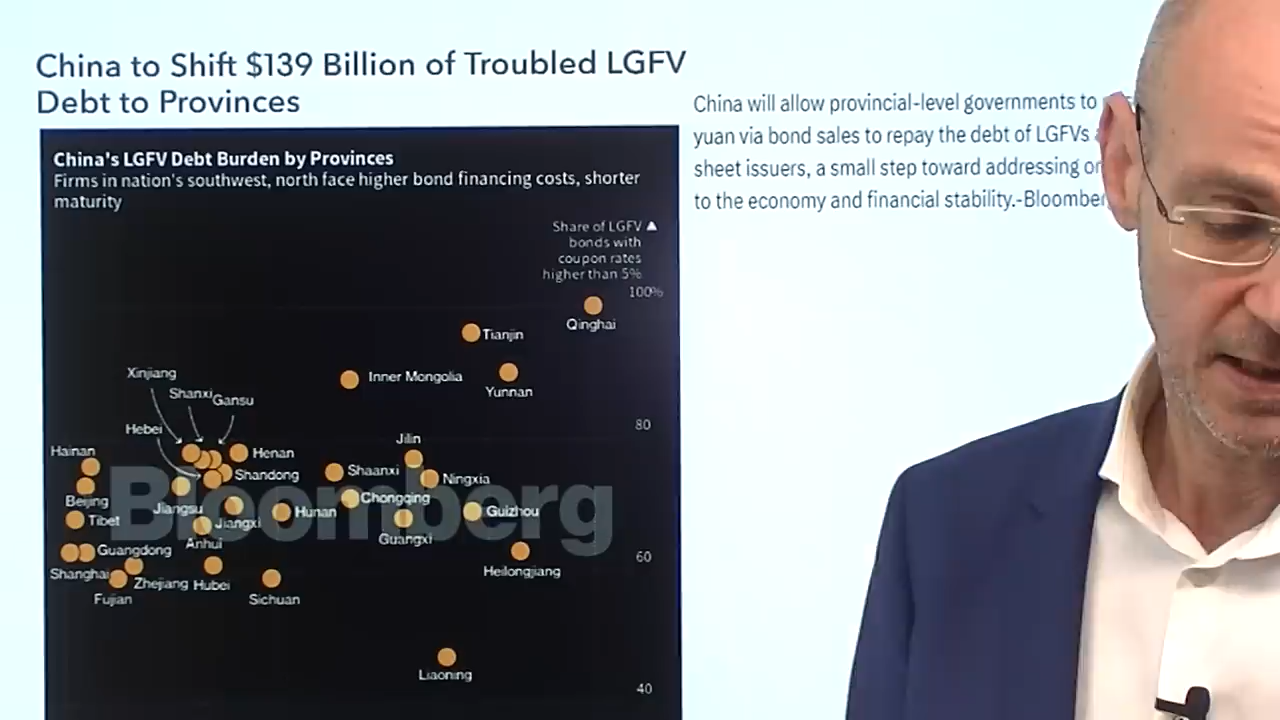 China to Shift $139 Billion of Troubled LGFV
Debt to Provinces
China will allow provincial-level governments to
yuan via bond sales to repay the debt of LGFVs
sheet issuers, a small step toward addressing
to the economy and financial stability.-Bloomber
China's LGFV Debt Burden by Provinces
Firms in nation's southwest, north face higher bond financing costs, shorter
maturity
Share of LGFV ▲
bonds with
coupon rates
higher than 5%
100%
Qinghai
Tianjin
Xinjiang
Inner Mongolia
Yunnan
Shanxi
Gansu
Hebei
80
Jilin
Hainan
Henan
Shaanxi
Shandong
Ningxia
Beijing
Chongqing
Jiangsu
Hunan
Guizhou
Tibet
Jiangxi
Bloomberg
Guangxi
Anhui
Guangdong
60
Shanghai
Heilongjiang
Zhejiang
Hubei
Fujian
Sichuan
Liaoning
40